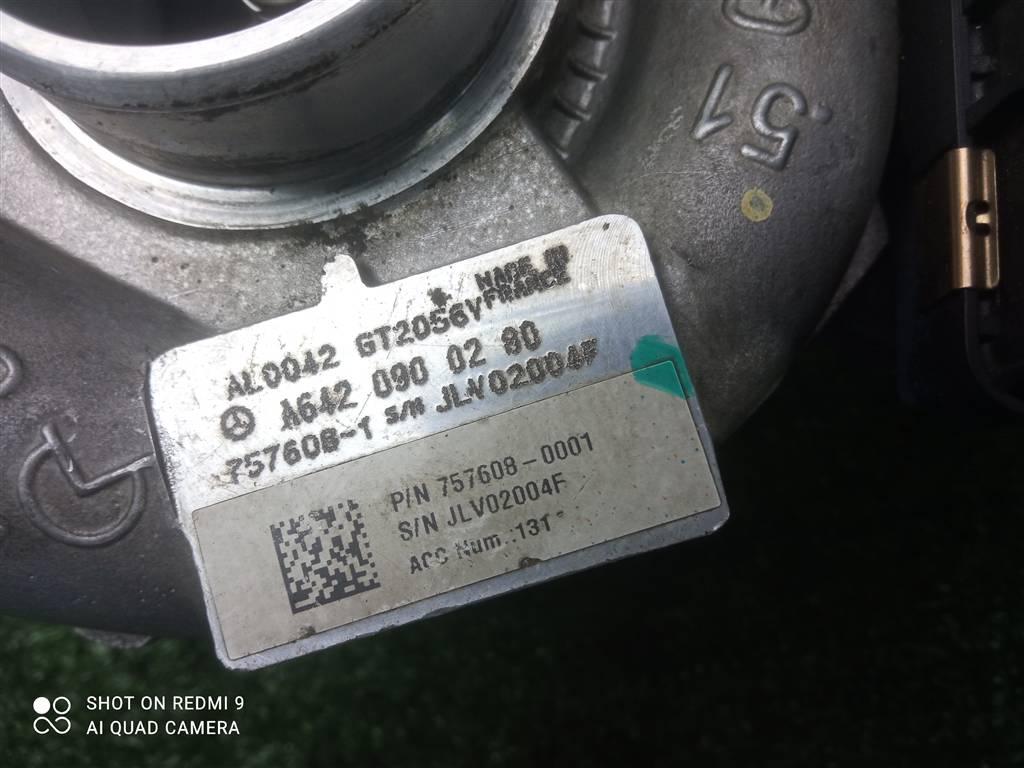 .51
MADE IN
FRANCE
AL0042 GT2056V
A642 090 02 80
757608-1 S/N JLV02004F
P/N 757608-0001
S/N JLV02004F
ACC Num.:131
SHOT ON REDMI 9
AI QUAD CAMERA